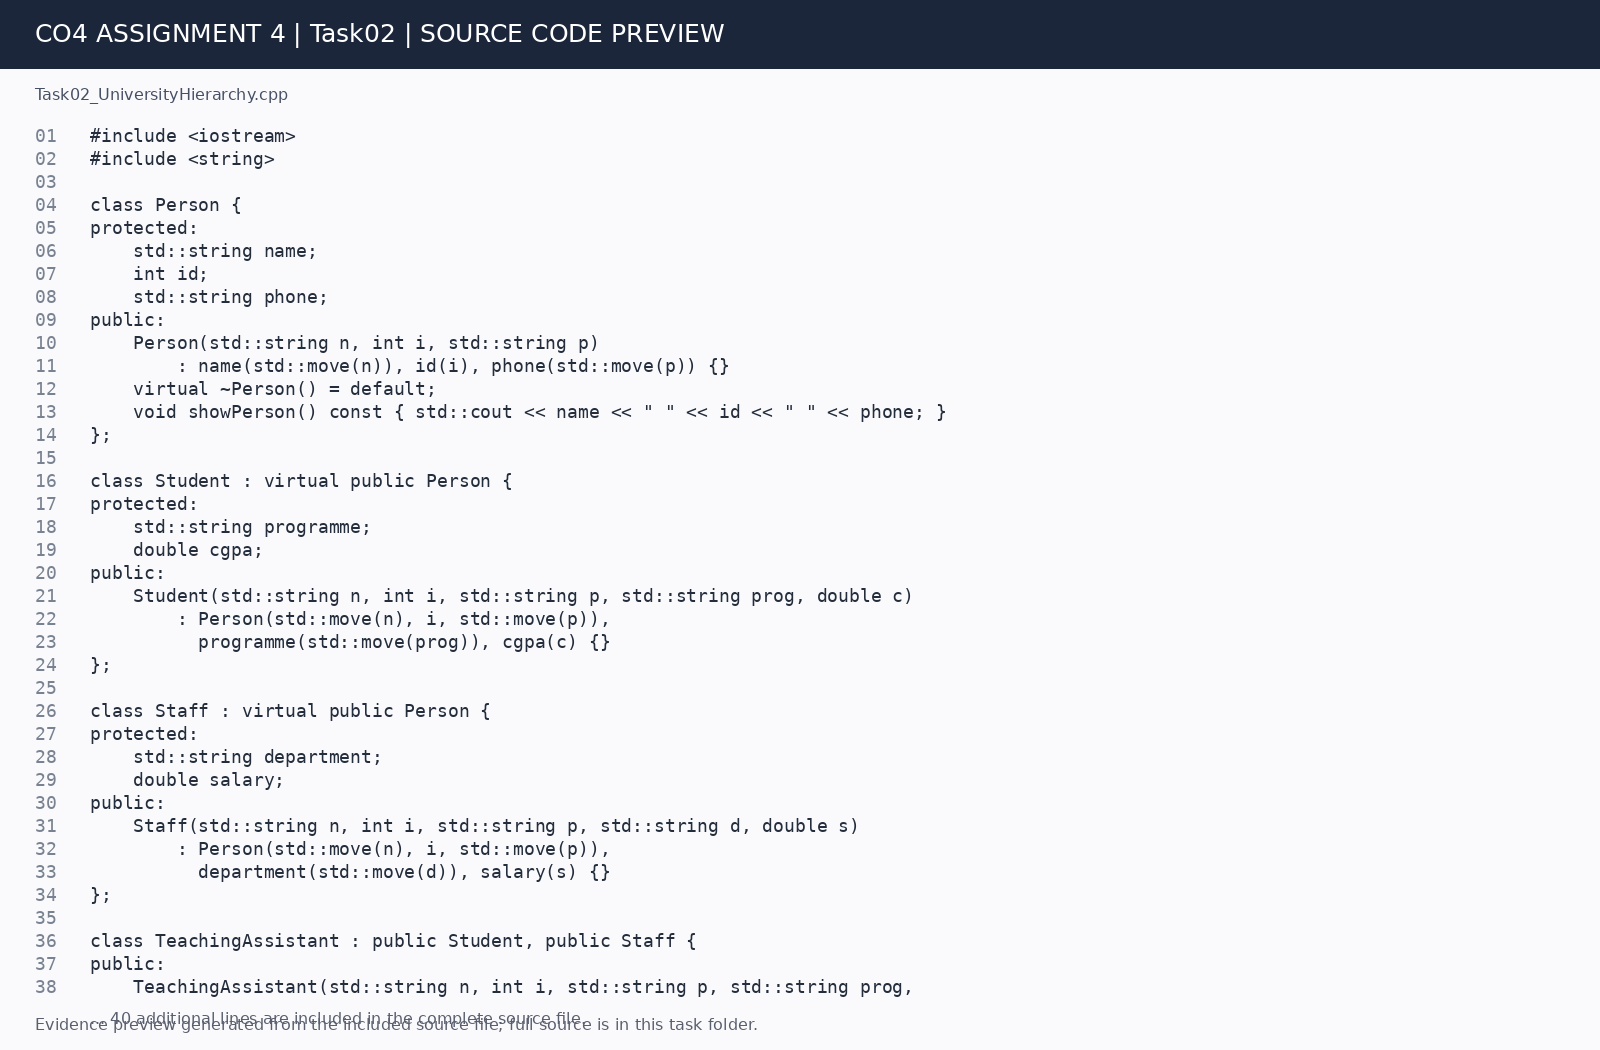 CO4 ASSIGNMENT 4 | Task02 | SOURCE CODE PREVIEW
Task02_UniversityHierarchy.cpp
01 #include <iostream>
02 #include <string>
03
04 class Person {
05 protected:
06     std::string name;
07     int id;
08     std::string phone;
09 public:
10     Person(std::string n, int i, std::string p)
11         : name(std::move(n)), id(i), phone(std::move(p)) {}
12     virtual ~Person() = default;
13     void showPerson() const { std::cout << name << " " << id << " " << phone; }
14 };
15
16 class Student : virtual public Person {
17 protected:
18     std::string programme;
19     double cgpa;
20 public:
21     Student(std::string n, int i, std::string p, std::string prog, double c)
22         : Person(std::move(n), i, std::move(p)),
23           programme(std::move(prog)), cgpa(c) {}
24 };
25
26 class Staff : virtual public Person {
27 protected:
28     std::string department;
29     double salary;
30 public:
31     Staff(std::string n, int i, std::string p, std::string d, double s)
32         : Person(std::move(n), i, std::move(p)),
33           department(std::move(d)), salary(s) {}
34 };
35
36 class TeachingAssistant : public Student, public Staff {
37 public:
38     TeachingAssistant(std::string n, int i, std::string p, std::string prog,
... 40 additional lines are included in the complete source file.
Evidence preview generated from the included source file; full source is in this task folder.